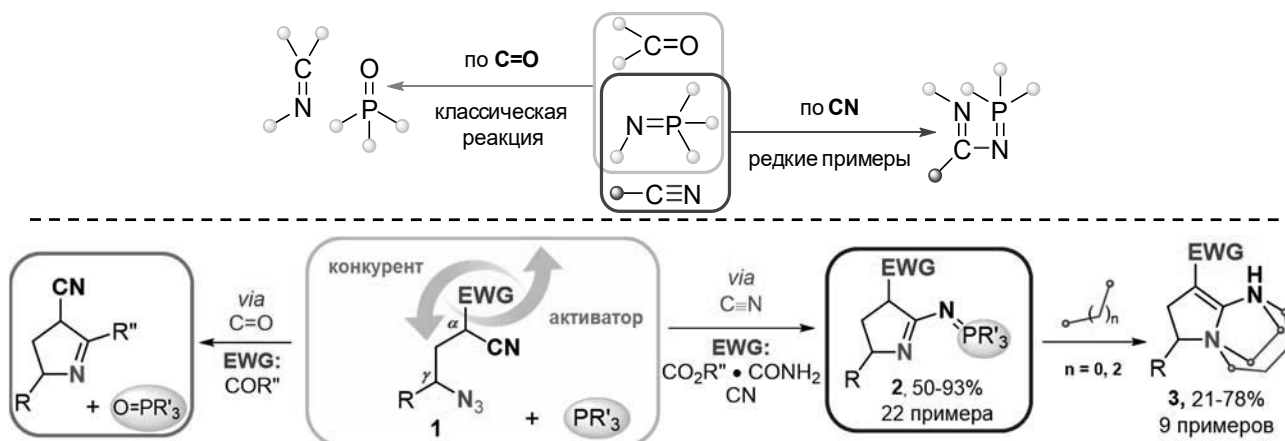 по C=O
классическая
реакция
C
N
O
P
C=O
N=P
C≡N
по CN
редкие примеры
N
P
C
N
CN
R"
N
R
+ O=PR'3
via
C=O
EWG:
COR"
конкурент
активатор
EWG
α
CN
γ
R
N3
1
+ PR'3
via
C≡N
EWG:
CO2R" • CONH2
CN
EWG
N
PR'3
N
R
2, 50-93%
22 примера
( )n
n = 0, 2
EWG
H
N
N
R
3, 21-78%
9 примеров